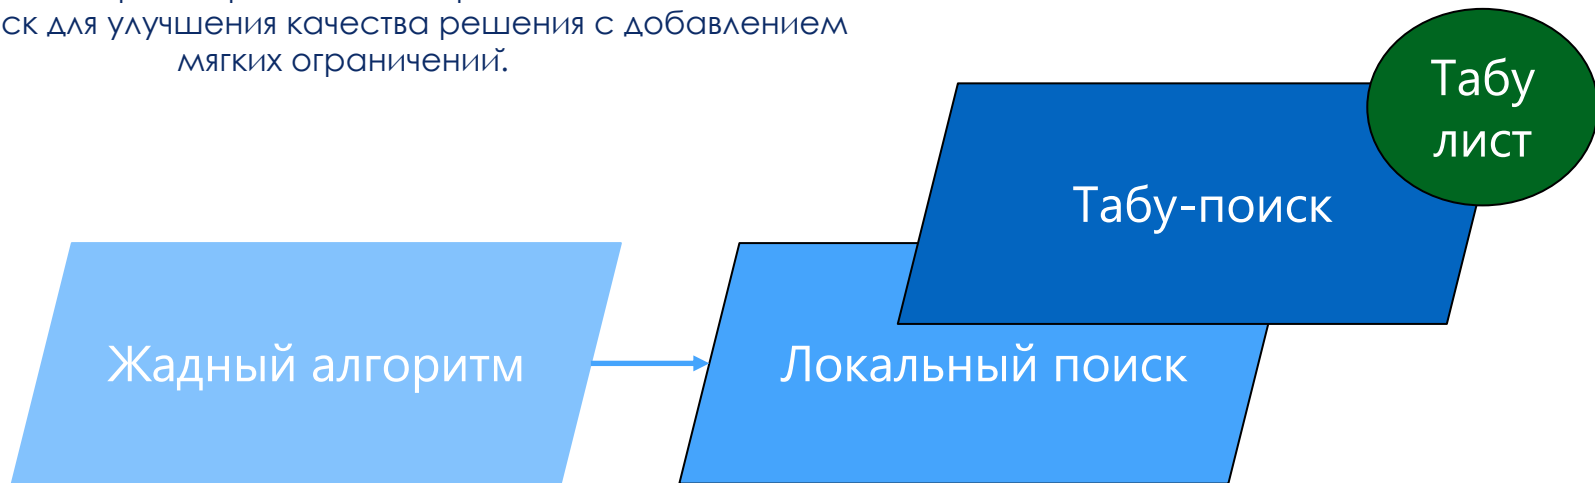 ск для улучшения качества решения с добавлением
мягких ограничений.
Табу
лист
Табу-поиск
Жадный алгоритм
Локальный поиск